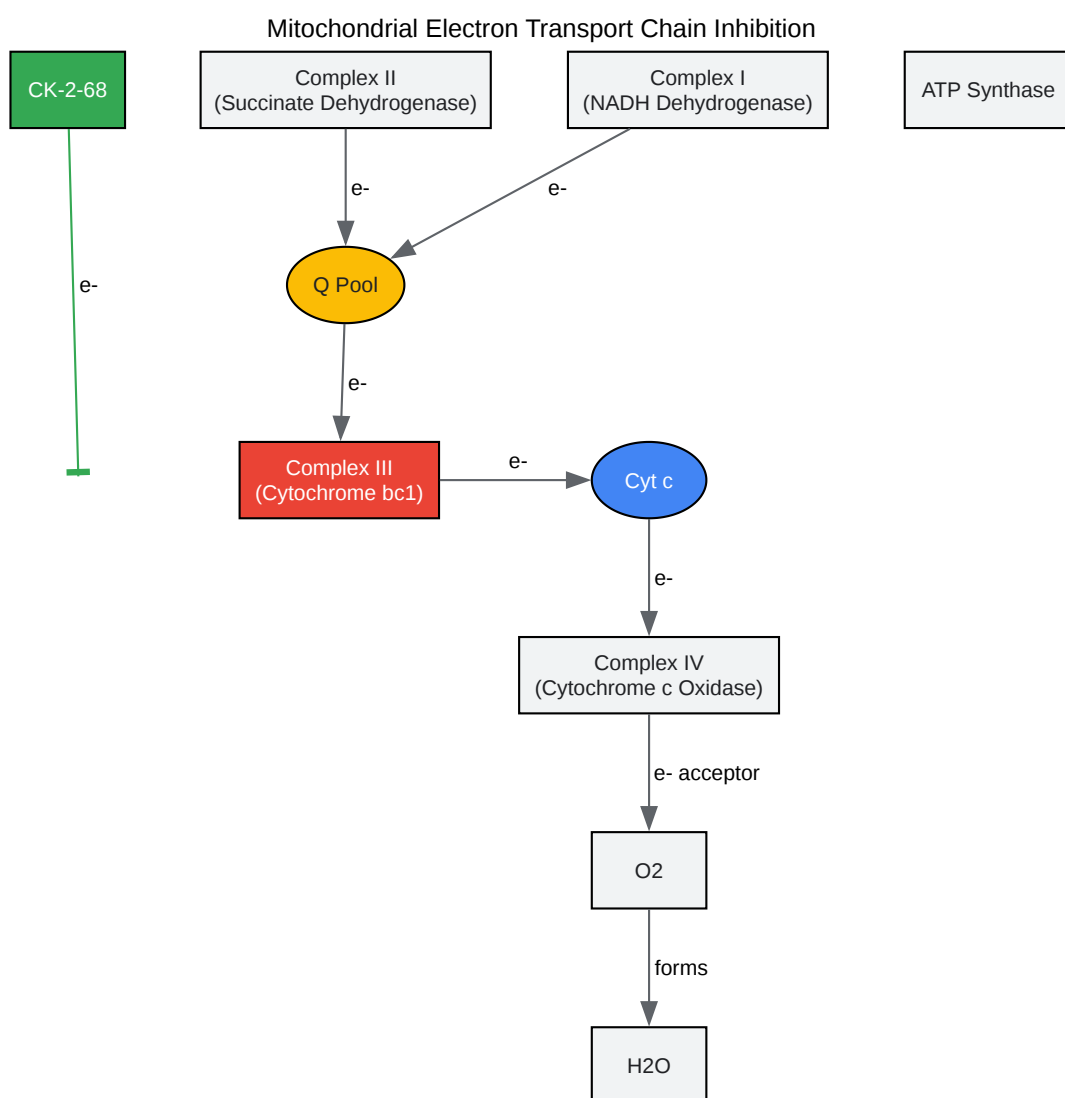 Mitochondrial Electron Transport Chain Inhibition
CK-2-68
Complex II
(Succinate Dehydrogenase)
Complex I
(NADH Dehydrogenase)
ATP Synthase
e-
e-
e-
Q Pool
e-
Complex III
(Cytochrome bc1)
e-
Cyt c
e-
Complex IV
(Cytochrome c Oxidase)
e- acceptor
O2
forms
H2O